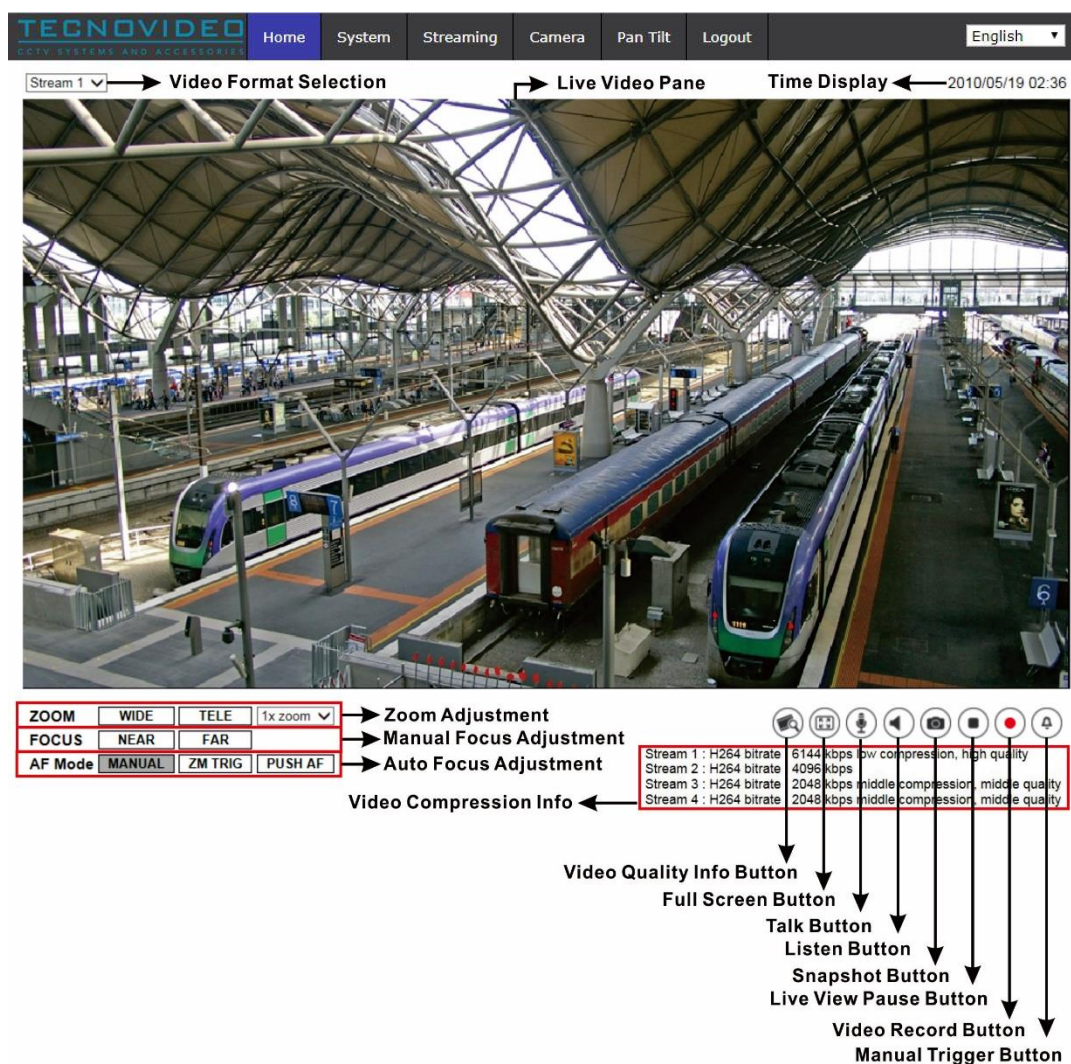 TECNOVIDEO
CCTV SYSTEMS AND ACCESSORIES
Home System Streaming Camera Pan Tilt Logout English
Stream 1 Video Format Selection Live Video Pane Time Display 2010/05/19 02:36
8 7
6
1119
ZOOM WIDE TELE 1x zoom Zoom Adjustment
FOCUS NEAR FAR Manual Focus Adjustment
AF Mode MANUAL ZM TRIG PUSH AF Auto Focus Adjustment
Stream 1 : H264 bitrate 6144 kbps low compression, high quality
Stream 2 : H264 bitrate 4096 kbps
Stream 3 : H264 bitrate 2048 kbps middle compression, middle quality
Stream 4 : H264 bitrate 2048 kbps middle compression, middle quality
Video Compression Info
Video Quality Info Button
Full Screen Button
Talk Button
Listen Button
Snapshot Button
Live View Pause Button
Video Record Button
Manual Trigger Button